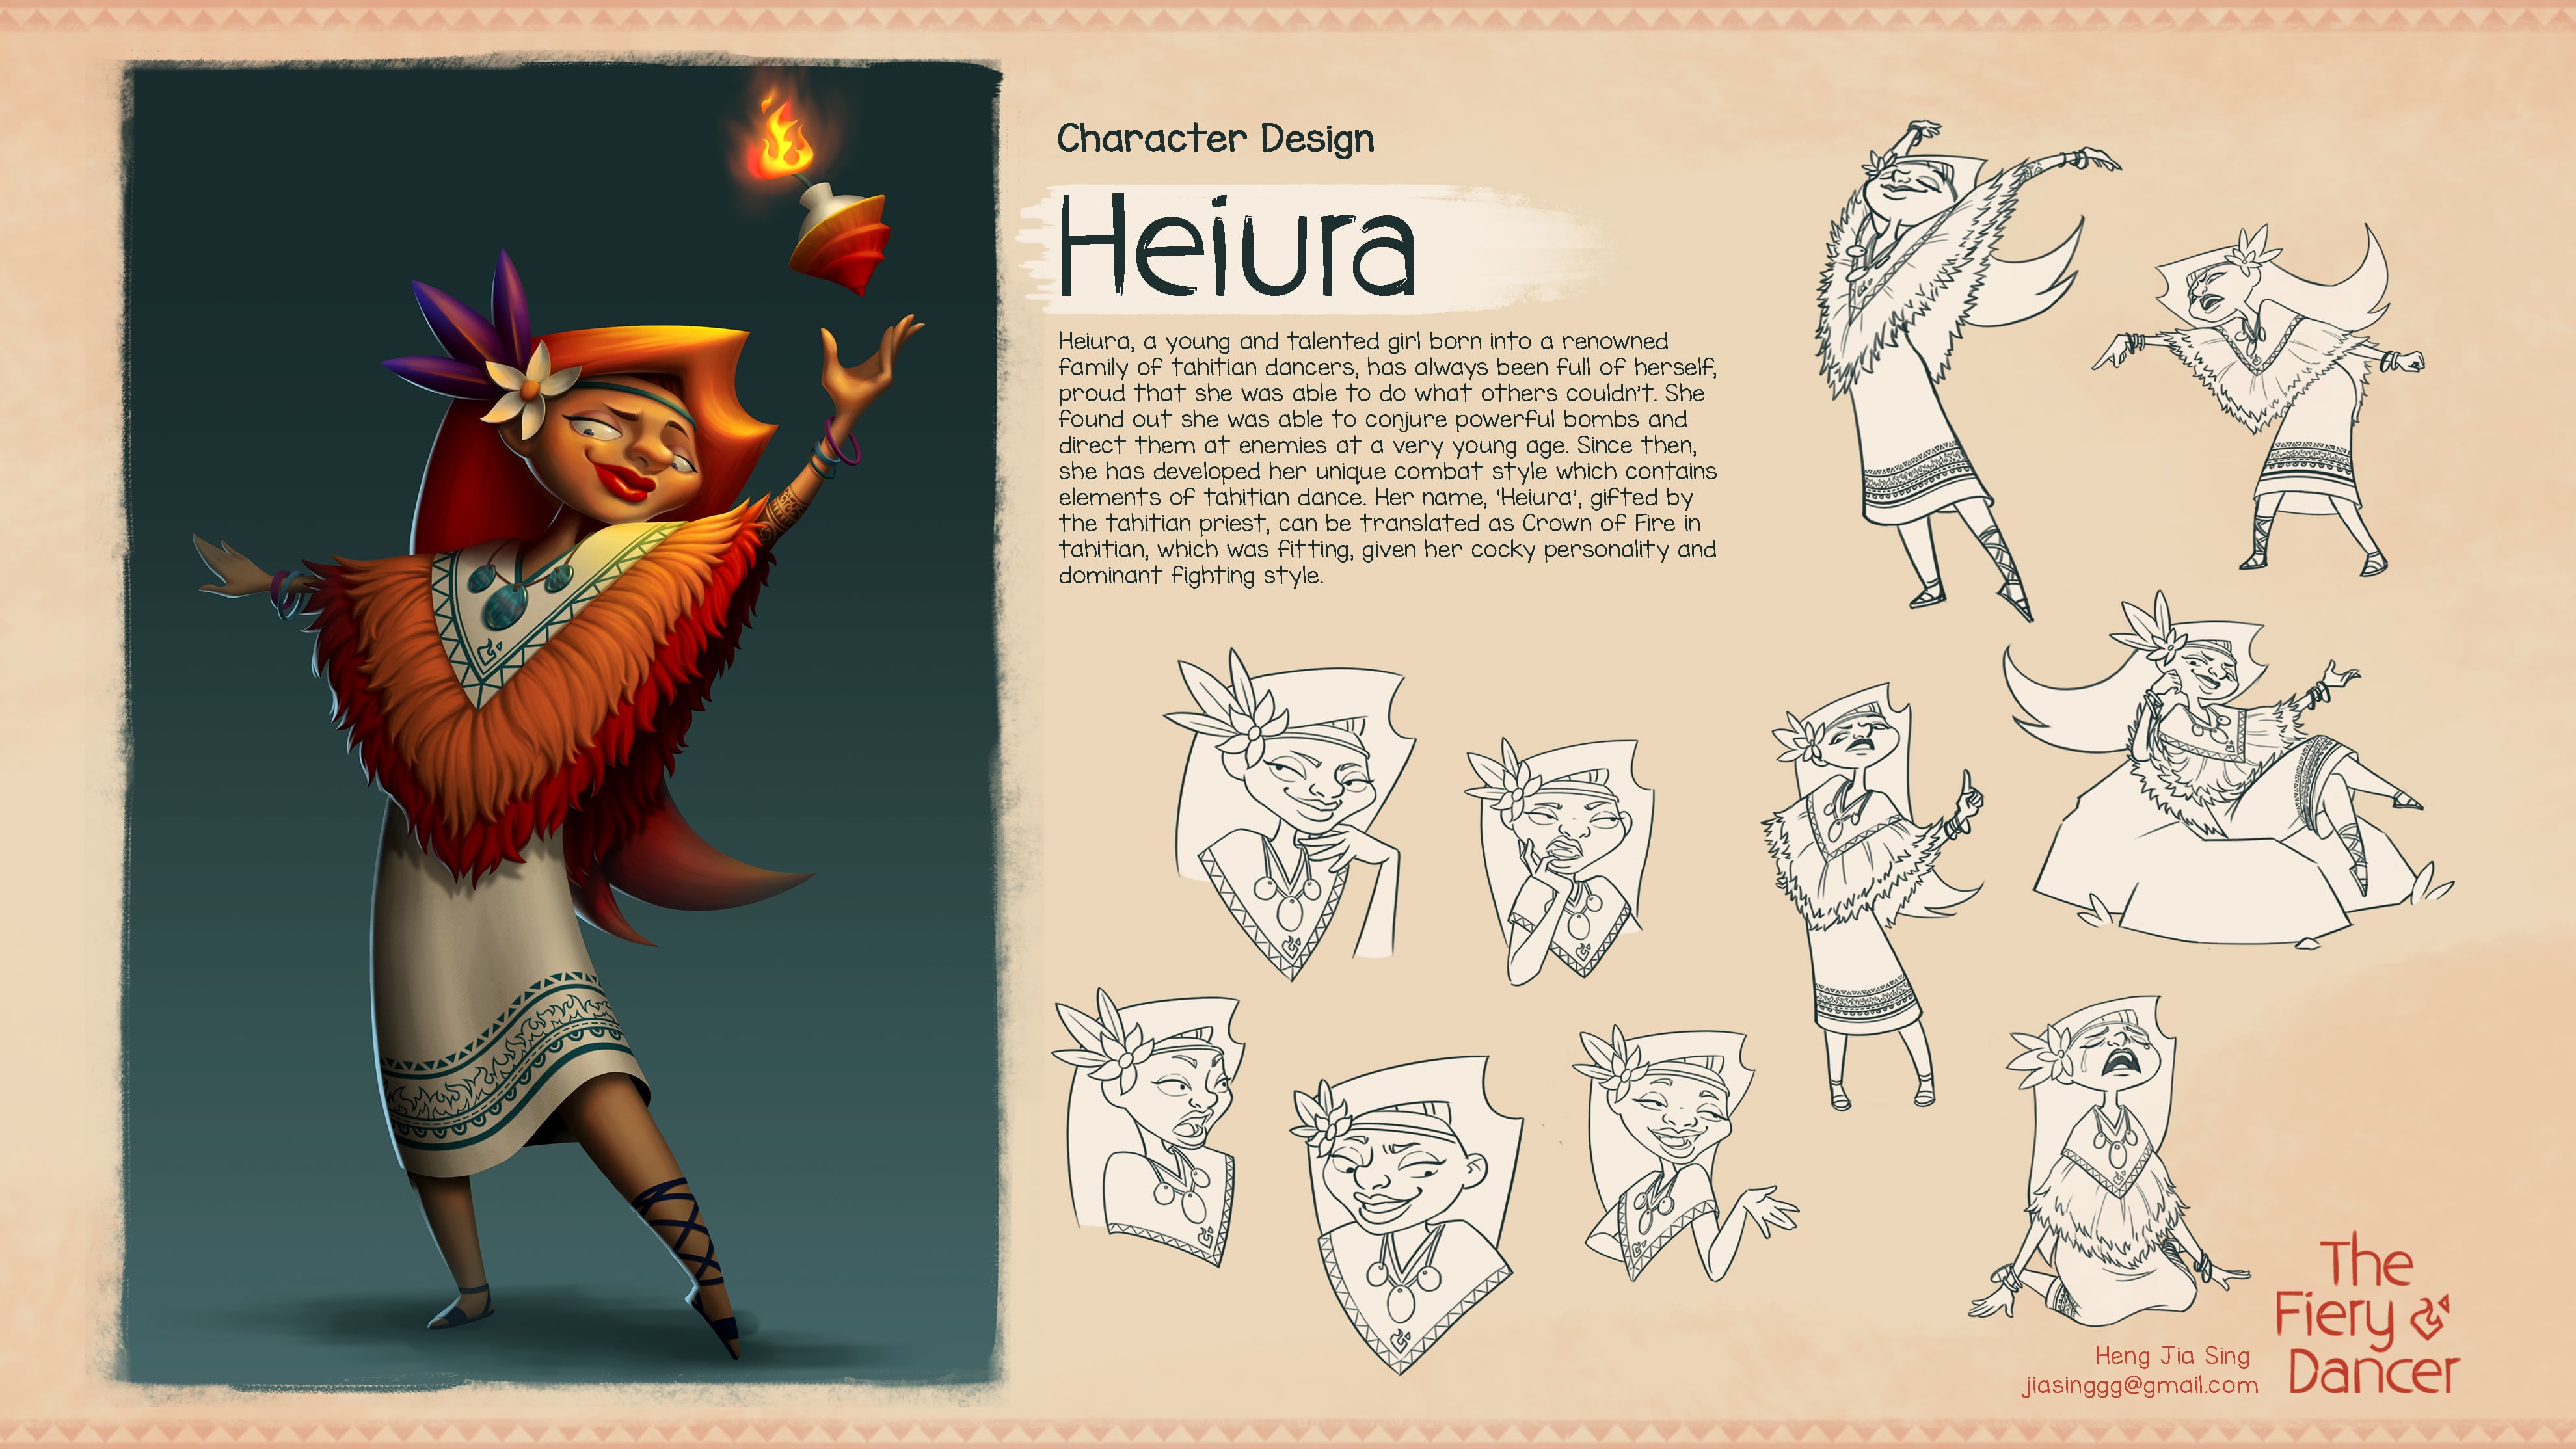 Character Design
Heiura
Heiura, a young and talented girl born into a renowned
family of tahitian dancers, has always been full of herself,
proud that she was able to do what others couldn't. She
found out she was able to conjure powerful bombs and
direct them at enemies at a very young age. Since then,
she has developed her unique combat style which contains
elements of tahitian dance. Her name, 'Heiura', gifted by
the tahitian priest, can be translated as Crown of Fire in
tahitian, which was fitting, given her cocky personality and
dominant fighting style.
The
Fiery
Dancer
Heng Jia Sing
jiasinggg@gmail.com